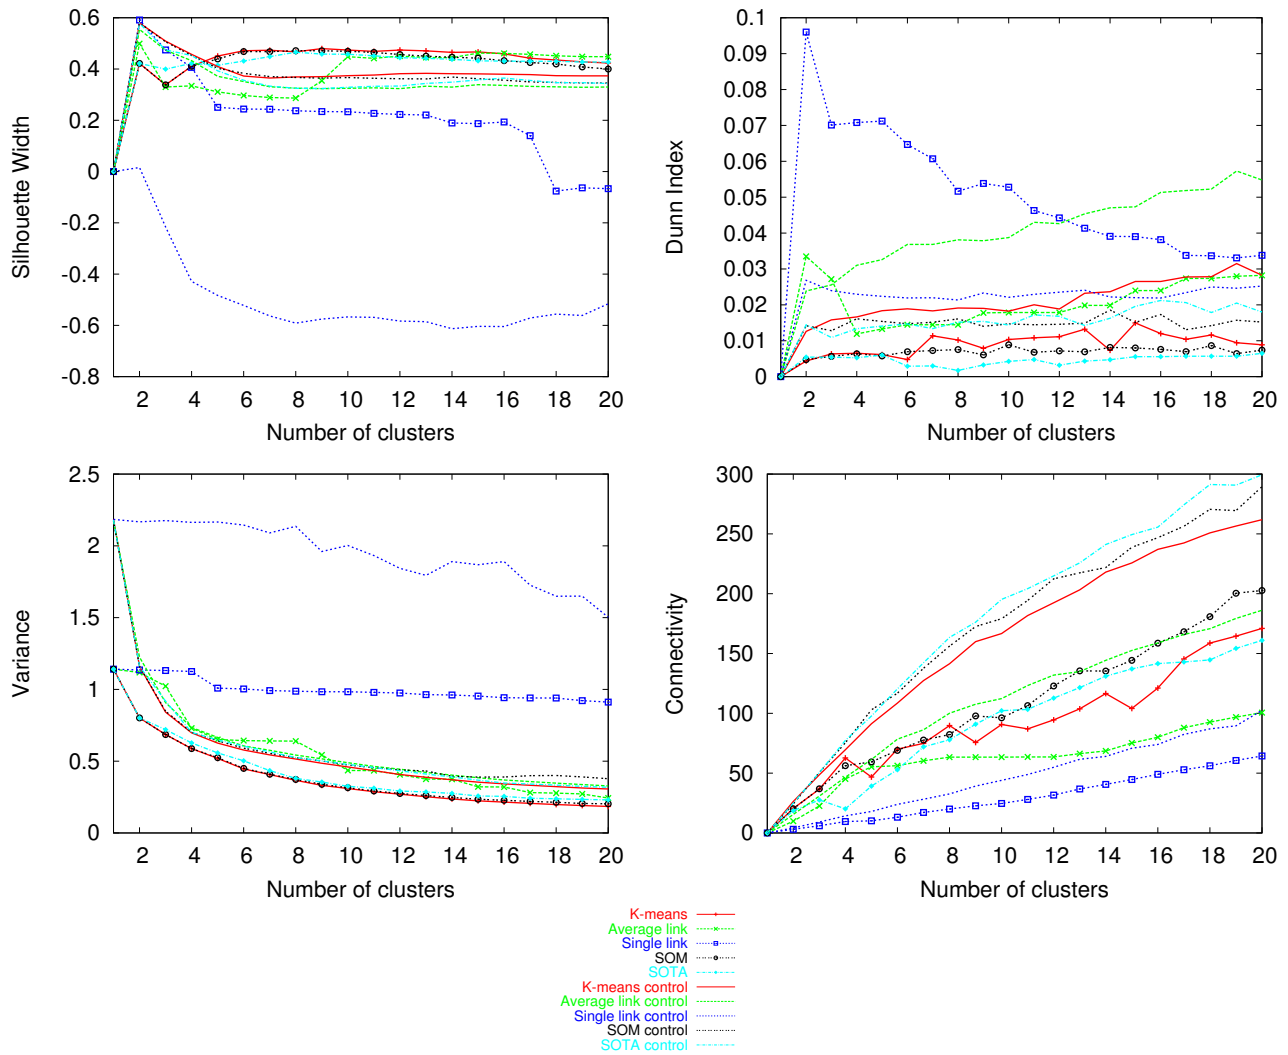 0.6
0.4
0.2
0
-0.2
-0.4
-0.6
-0.8
Silhouette Width
2 4 6 8 10 12 14 16 18 20
Number of clusters
0.1
0.09
0.08
0.07
0.06
0.05
0.04
0.03
0.02
0.01
0
Dunn Index
2 4 6 8 10 12 14 16 18 20
Number of clusters
2.5
2
1.5
1
0.5
0
Variance
2 4 6 8 10 12 14 16 18 20
Number of clusters
300
250
200
150
100
50
0
Connectivity
2 4 6 8 10 12 14 16 18 20
Number of clusters
K-means
Average link
Single link
SOM
SOTA
K-means control
Average link control
Single link control
SOM control
SOTA control